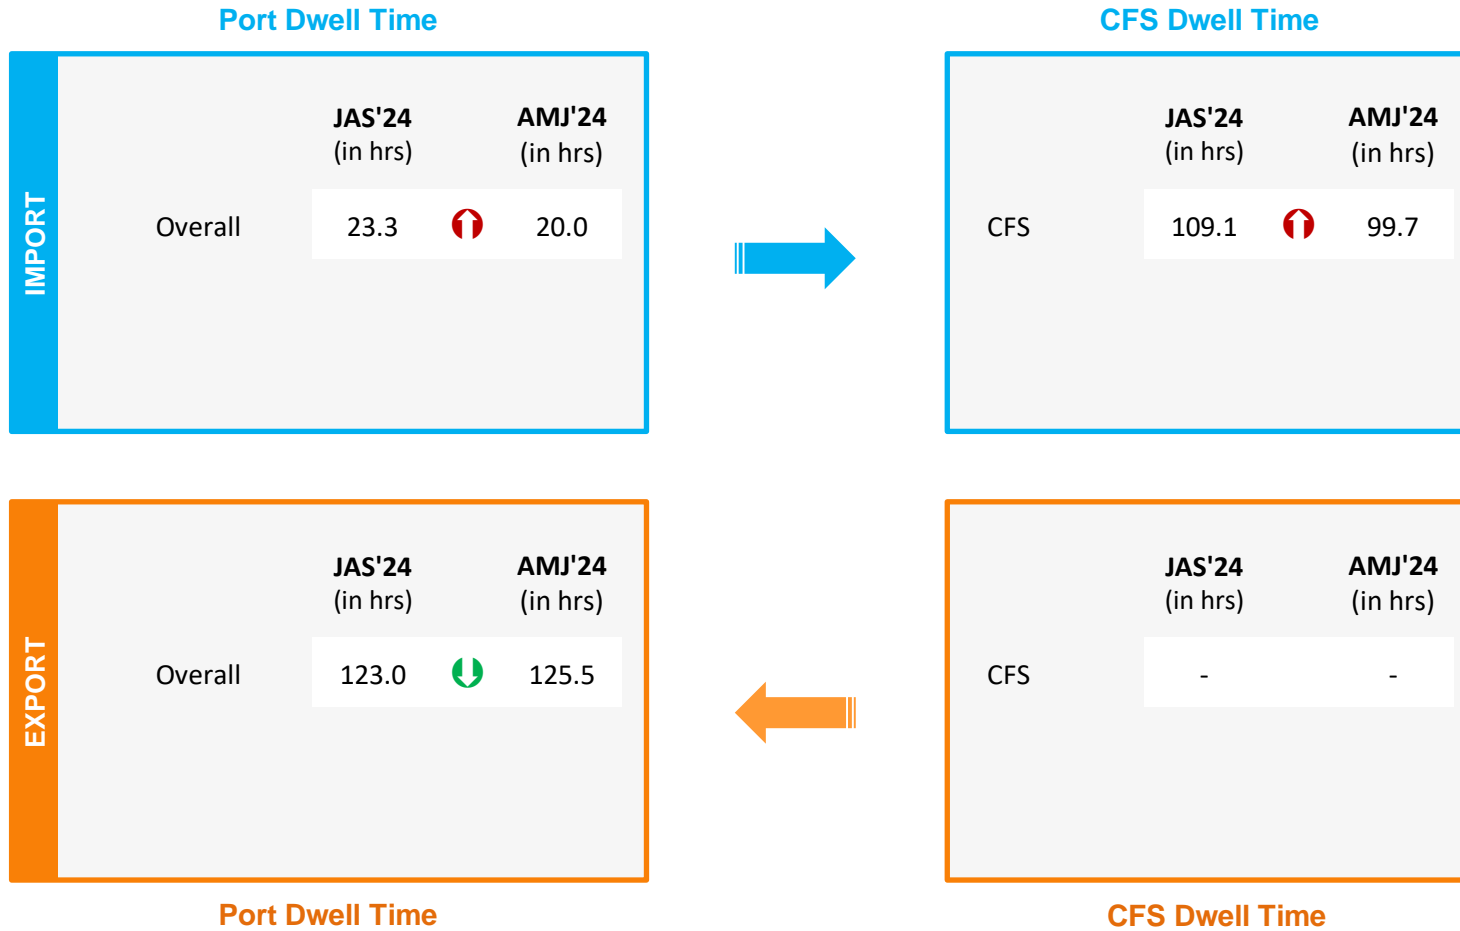 Port Dwell Time
CFS Dwell Time
IMPORT
JAS'24 AMJ'24
(in hrs) (in hrs)
Overall 23.3 20.0
JAS'24 AMJ'24
(in hrs) (in hrs)
CFS 109.1 99.7
EXPORT
JAS'24 AMJ'24
(in hrs) (in hrs)
Overall 123.0 125.5
JAS'24 AMJ'24
(in hrs) (in hrs)
CFS - -
Port Dwell Time
CFS Dwell Time